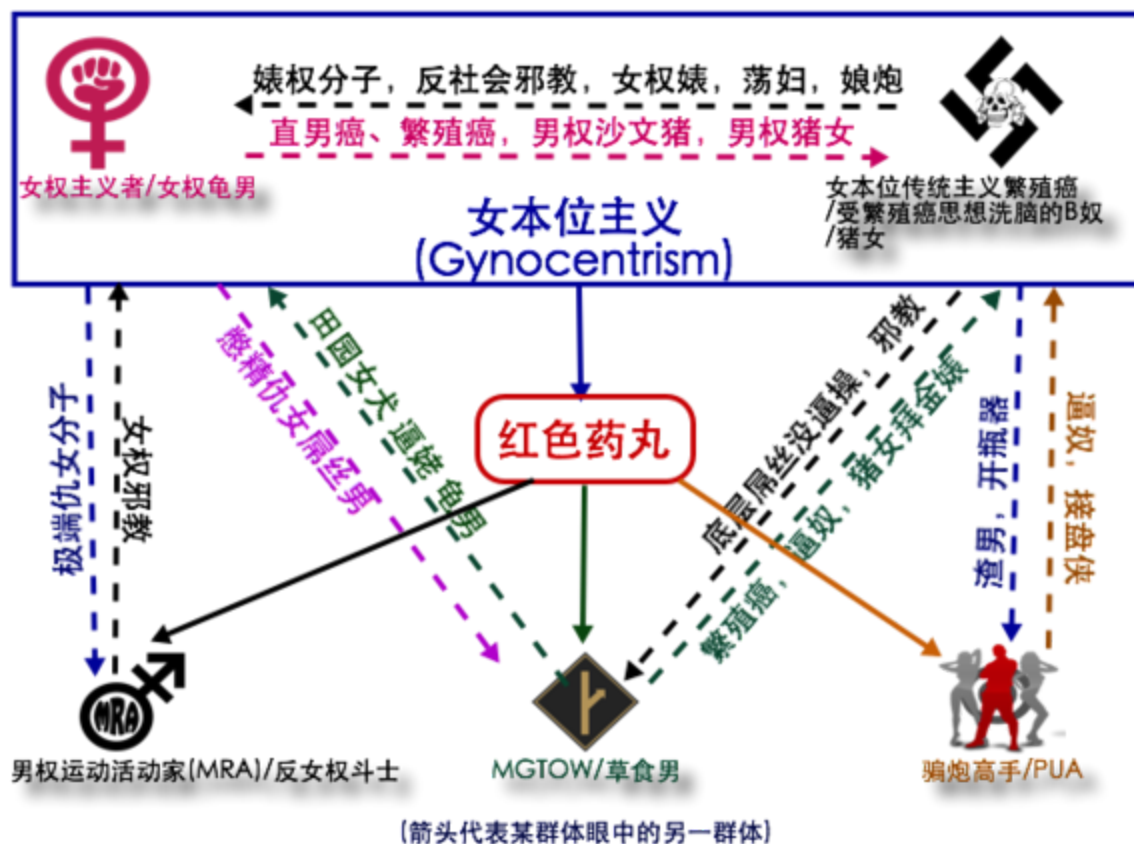 婊权分子，反社会邪教，女权婊，荡妇，娘炮
直男癌、繁殖癌，男权沙文猪，男权猪女
女权主义者/女权龟男
女本位传统主义繁殖癌
/受繁殖癌思想洗脑的B奴
/猪女
女本位主义
(Gynocentrism)
极端仇女分子
女权邪教
憋精仇女屌丝男
田园女犬 逼姥 龟男
红色药丸
底层屌丝没逼操，邪教
繁殖癌，逼奴，猪女拜金婊
渣男，开瓶器
逼奴，接盘侠
MRA
男权运动活动家(MRA)/反女权斗士
MGTOW/草食男
骗炮高手/PUA
(箭头代表某群体眼中的另一群体)